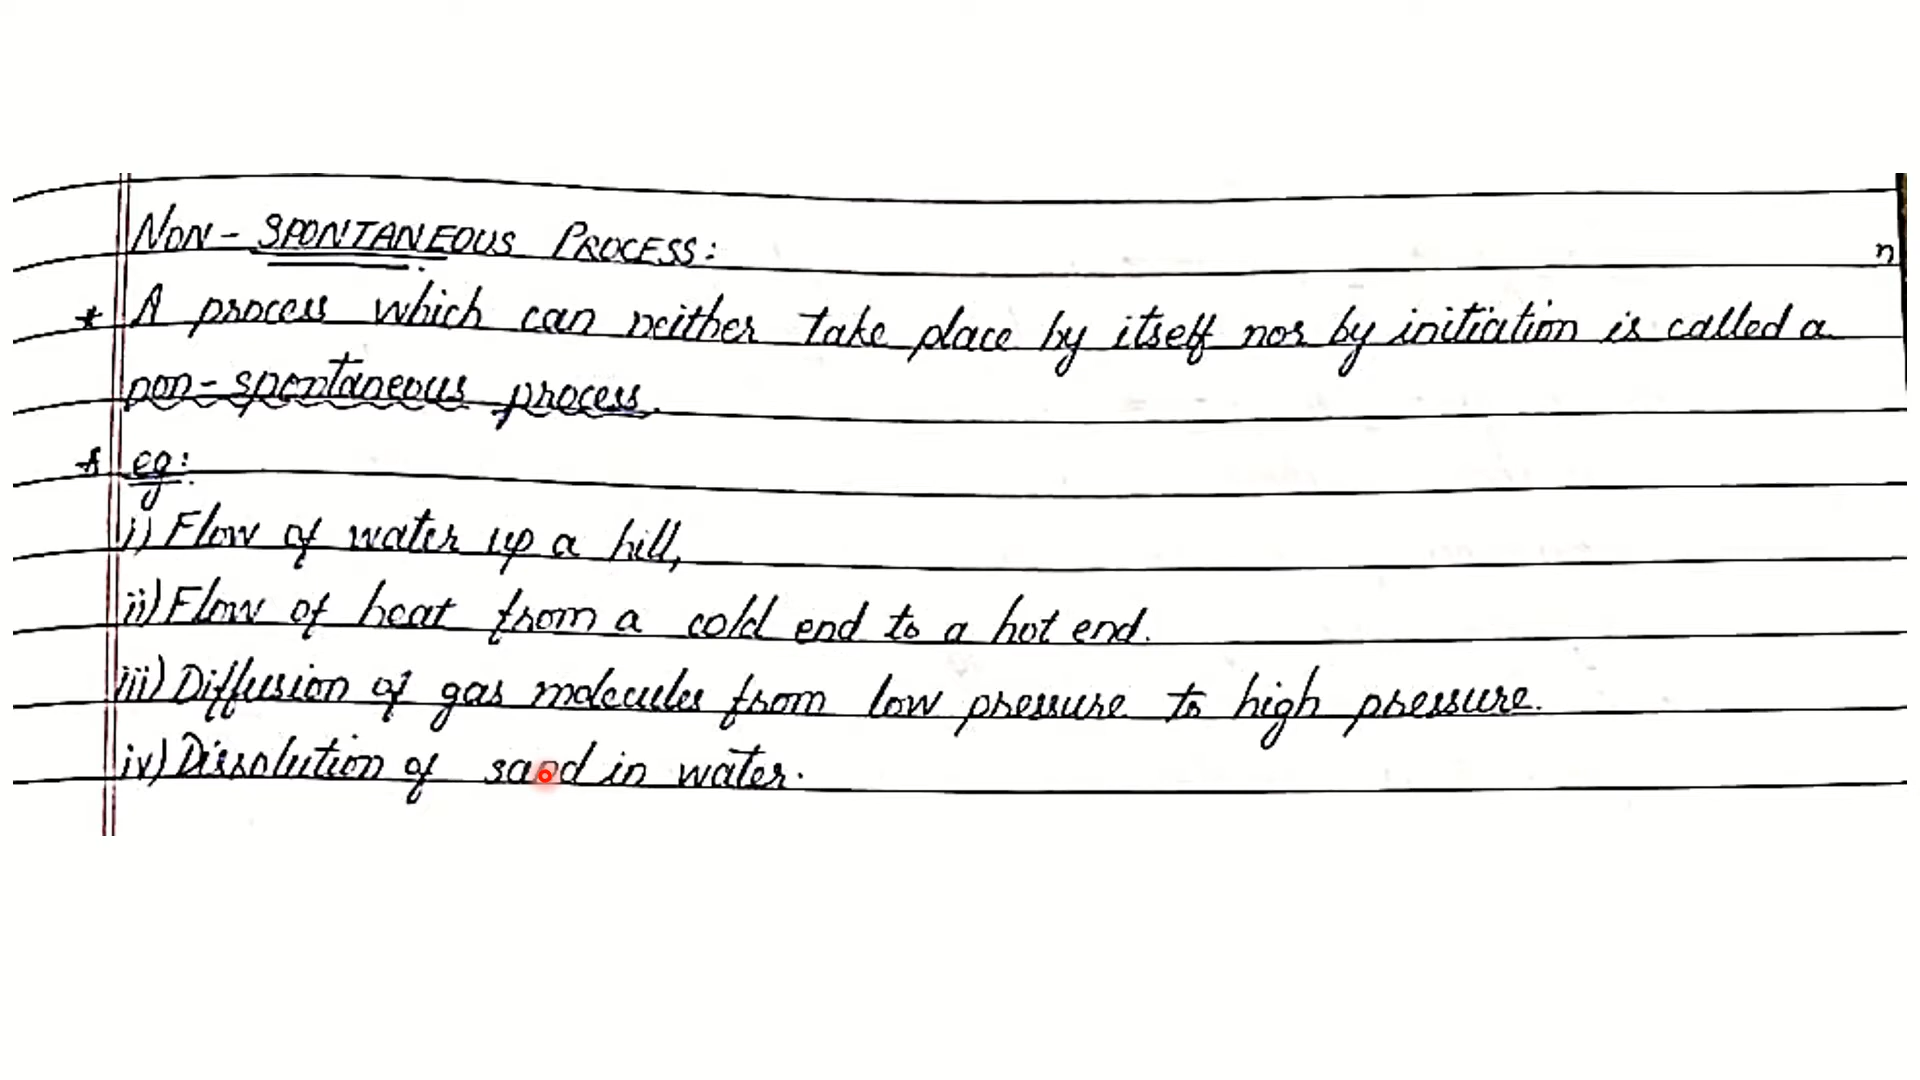 NON-SPONTANEOUS PROCESS:
n
* A process which can neither take place by itself nor by initiation is called a
non-spontaneous process.
* eg:
i) Flow of water up a hill,
ii) Flow of heat from a cold end to a hot end.
iii) Diffusion of gas molecules from low pressure to high pressure.
iv) Dissolution of sand in water.